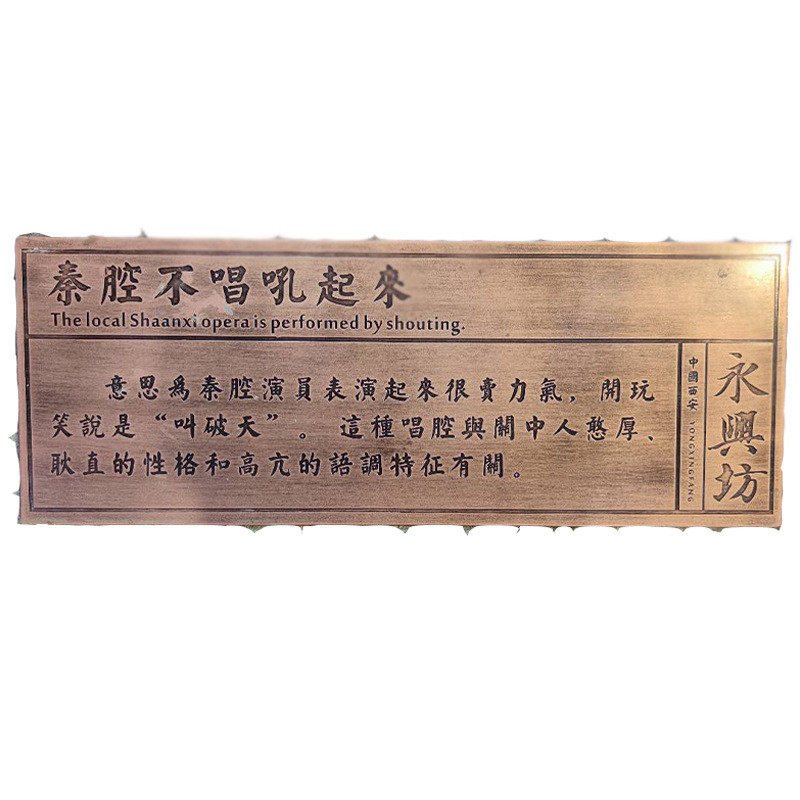 秦腔不唱吼起來
The local Shaanxi opera is performed by shouting.
意思爲秦腔演員表演起來很賣力氣，開玩
笑說是“叫破天”。這種唱腔與關中人憨厚、
耿直的性格和高亢的語調特征有關。
中國西安 YONGXINGFANG
永興坊